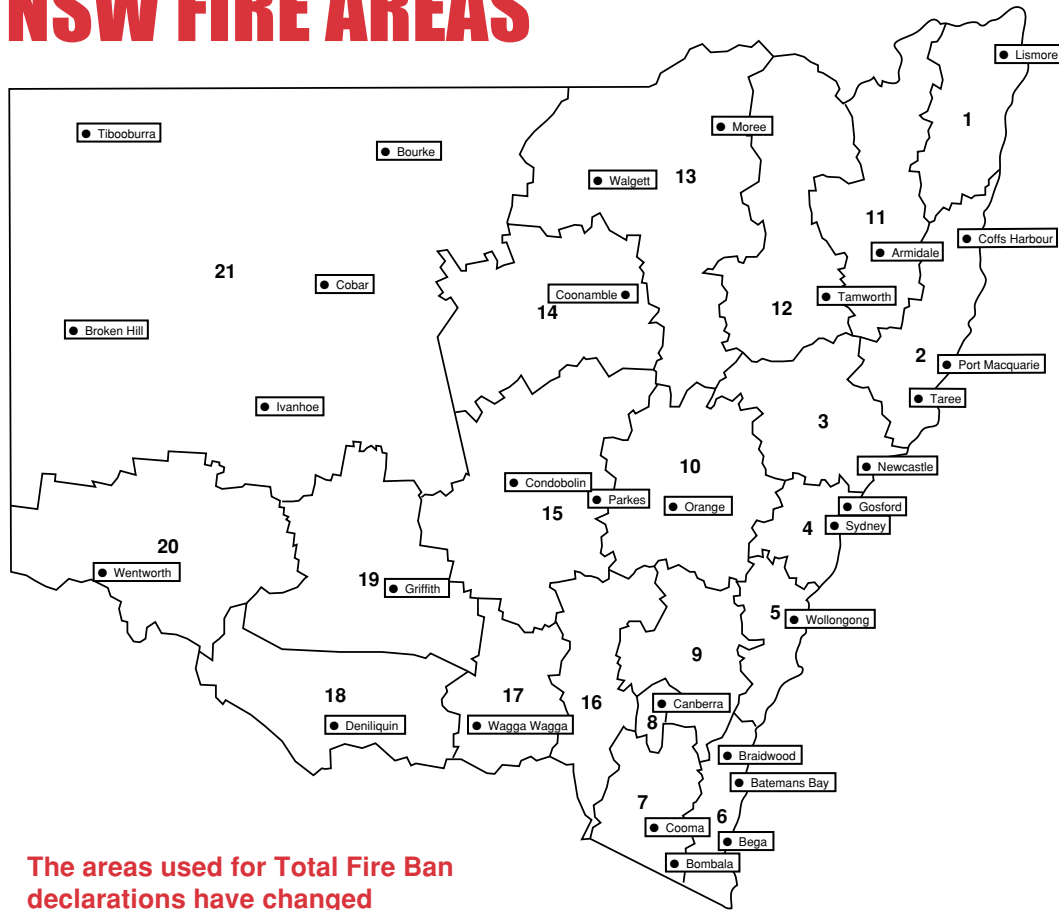 NSW FIRE AREAS
Lismore
1
Moree
Tibooburra
Bourke
13
Walgett
11
Coffs Harbour
Armidale
21
Cobar
Coonamble
14
12
Tamworth
Broken Hill
2
Port Macquarie
Taree
Ivanhoe
3
10
Newcastle
Condobolin
Parkes
Orange
Gosford
15
4
Sydney
20
Wentworth
19
Griffith
5
Wollongong
9
18
17
16
Canberra
8
Deniliquin
Wagga Wagga
Braidwood
Batemans Bay
7
6
Cooma
Bega
Bombala
The areas used for Total Fire Ban
declarations have changed